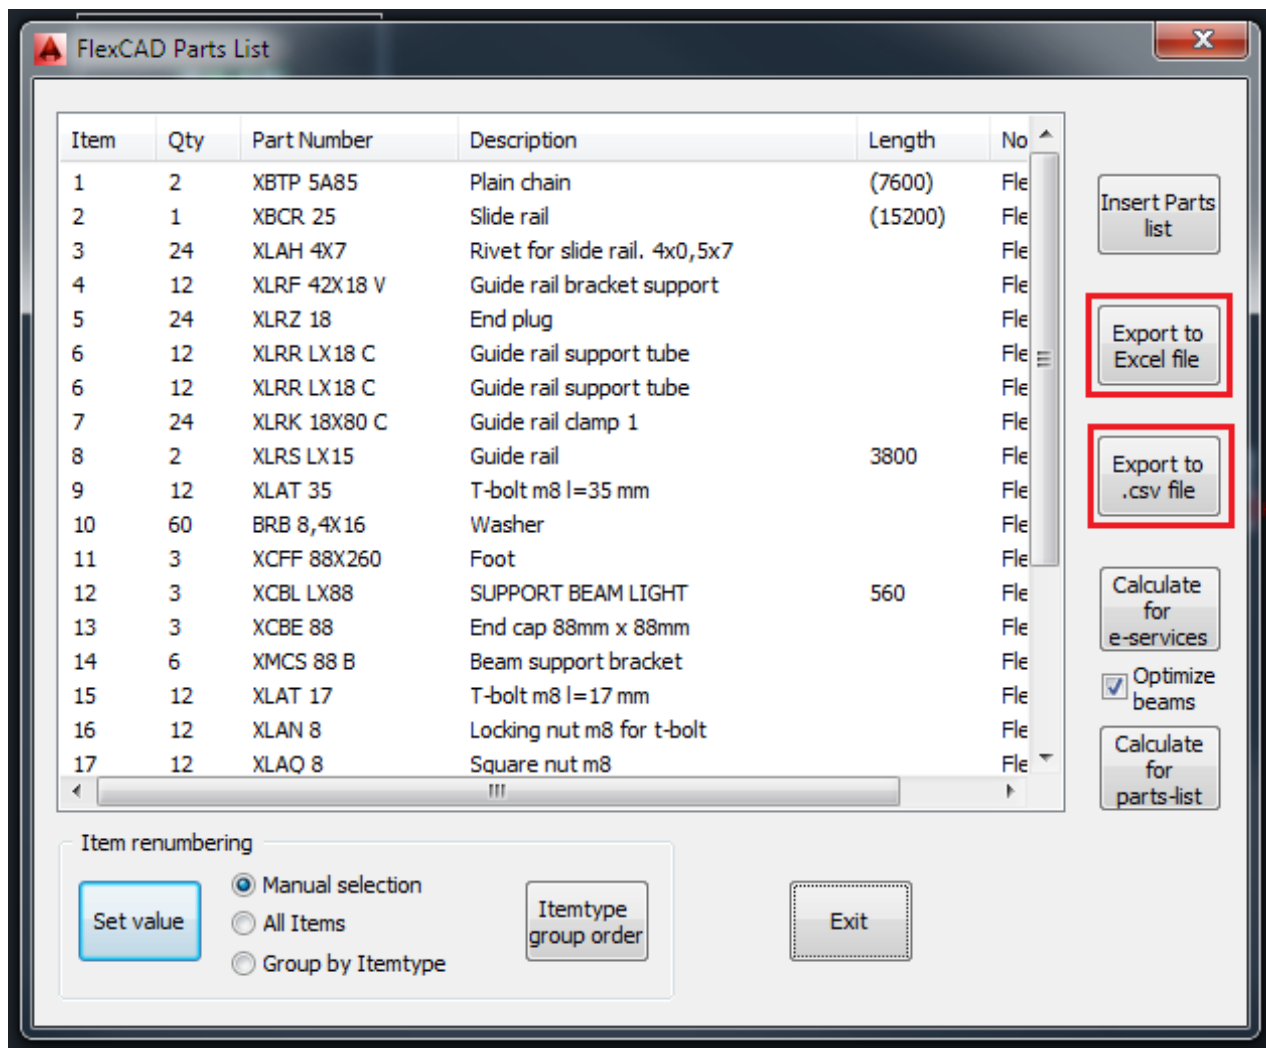 FlexCAD Parts List
Item Qty Part Number Description Length No
1 2 XBTP 5A85 Plain chain (7600) Fle
2 1 XBCR 25 Slide rail (15200) Fle
3 24 XLAH 4X7 Rivet for slide rail. 4x0,5x7 Fle
4 12 XLRF 42X18 V Guide rail bracket support Fle
5 24 XLRZ 18 End plug Fle
6 12 XLRR LX18 C Guide rail support tube Fle
6 12 XLRR LX18 C Guide rail support tube Fle
7 24 XLRK 18X80 C Guide rail clamp 1 Fle
8 2 XLRS LX15 Guide rail 3800 Fle
9 12 XLAT 35 T-bolt m8 l=35 mm Fle
10 60 BRB 8,4X16 Washer Fle
11 3 XCFF 88X260 Foot Fle
12 3 XCBL LX88 SUPPORT BEAM LIGHT 560 Fle
13 3 XCBE 88 End cap 88mm x 88mm Fle
14 6 XMCS 88 B Beam support bracket Fle
15 12 XLAT 17 T-bolt m8 l=17 mm Fle
16 12 XLAN 8 Locking nut m8 for t-bolt Fle
17 12 XLAQ 8 Square nut m8 Fle
Insert Parts
list
Export to
Excel file
Export to
.csv file
Calculate
for
e-services
Optimize
beams
Calculate
for
parts-list
Item renumbering
Set value
Manual selection
All Items
Group by Itemtype
Itemtype
group order
Exit